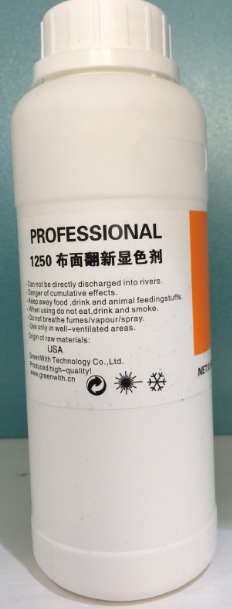 PROFESSIONAL
1250 布面翻新显色剂
- Can not be directly discharged into rivers.
- Danger of cumulative effects.
- Keep away food ,drink and animal feedingstuffs.
- When using do not eat,drink and smoke.
- Do not breathe fumes/vapour/spray.
- Use only in well-ventilated areas.
Origin of raw materials:
USA
GreenWith Technology Co.,Ltd.
Produced high-quality!
www.greenwith.cn